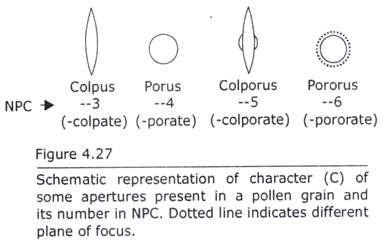 Colpus Porus Colporus Pororus
NPC → --3 --4 --5 --6
(-colpate) (-porate) (-colporate) (-pororate)
Figure 4.27
Schematic representation of character (C) of
some apertures present in a pollen grain and
its number in NPC. Dotted line indicates different
plane of focus.